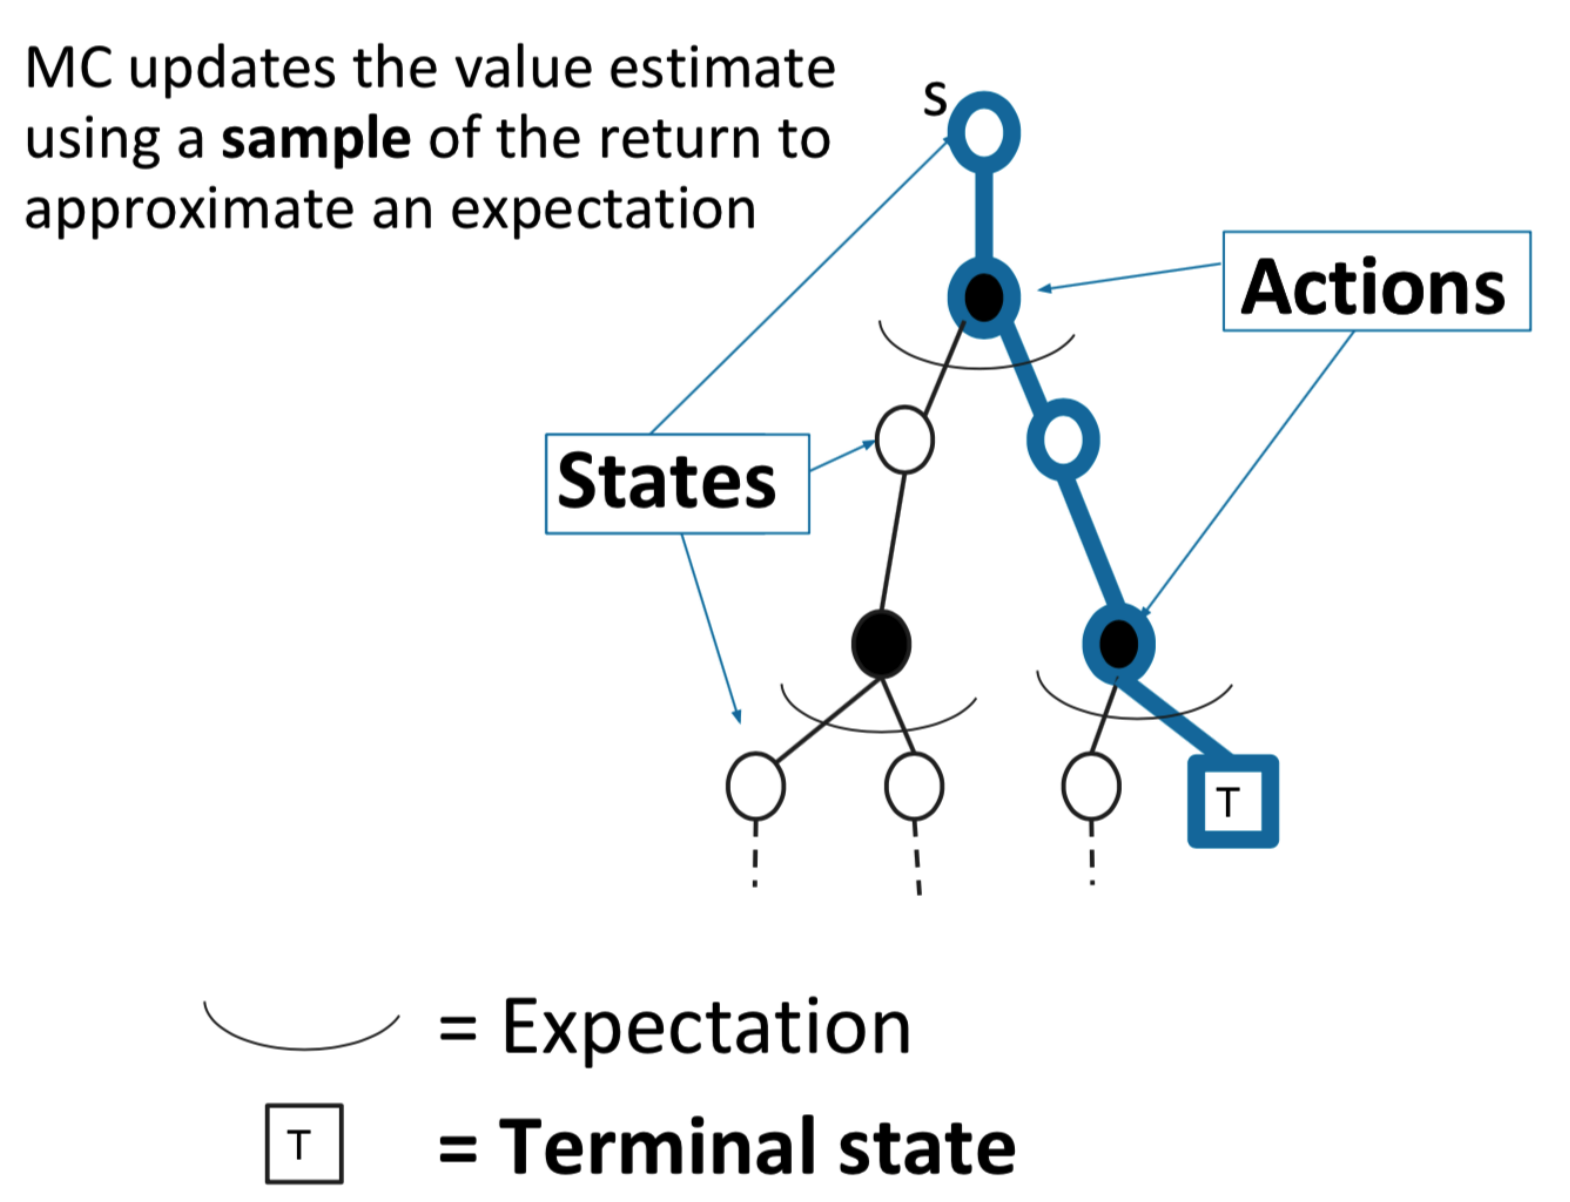 MC updates the value estimate
using a sample of the return to
approximate an expectation
s
Actions
States
T
= Expectation
T
= Terminal state